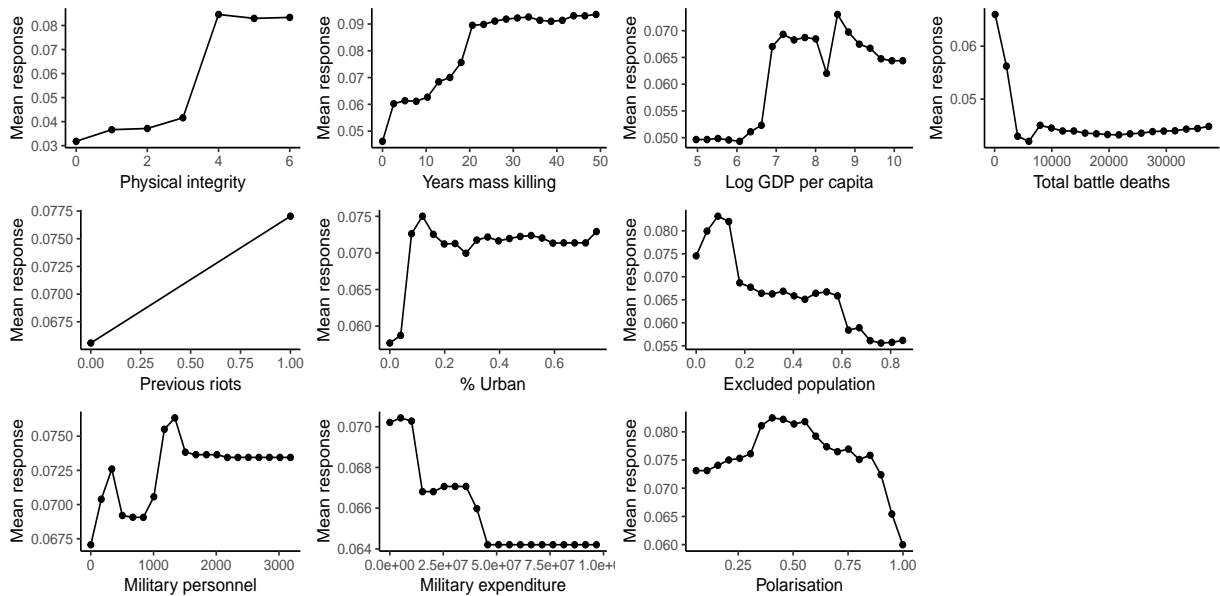 Mean response
0.08
0.07
0.06
0.05
0.04
0.03
0 2 4 6
Physical integrity
Mean response
0.09
0.08
0.07
0.06
0.05
0 10 20 30 40 50
Years mass killing
Mean response
0.070
0.065
0.060
0.055
0.050
5 6 7 8 9 10
Log GDP per capita
Mean response
0.06
0.05
0 10000 20000 30000
Total battle deaths
Mean response
0.0775
0.0750
0.0725
0.0700
0.0675
0.00 0.25 0.50 0.75 1.00
Previous riots
Mean response
0.075
0.070
0.065
0.060
0.0 0.2 0.4 0.6
% Urban
Mean response
0.080
0.075
0.070
0.065
0.060
0.055
0.0 0.2 0.4 0.6 0.8
Excluded population
Mean response
0.0750
0.0725
0.0700
0.0675
0 1000 2000 3000
Military personnel
Mean response
0.070
0.068
0.066
0.064
0.0e+00 2.5e+07 5.0e+07 7.5e+07
Military expenditure
Mean response
0.080
0.075
0.070
0.065
0.060
0.25 0.50 0.75 1.00
Polarisation